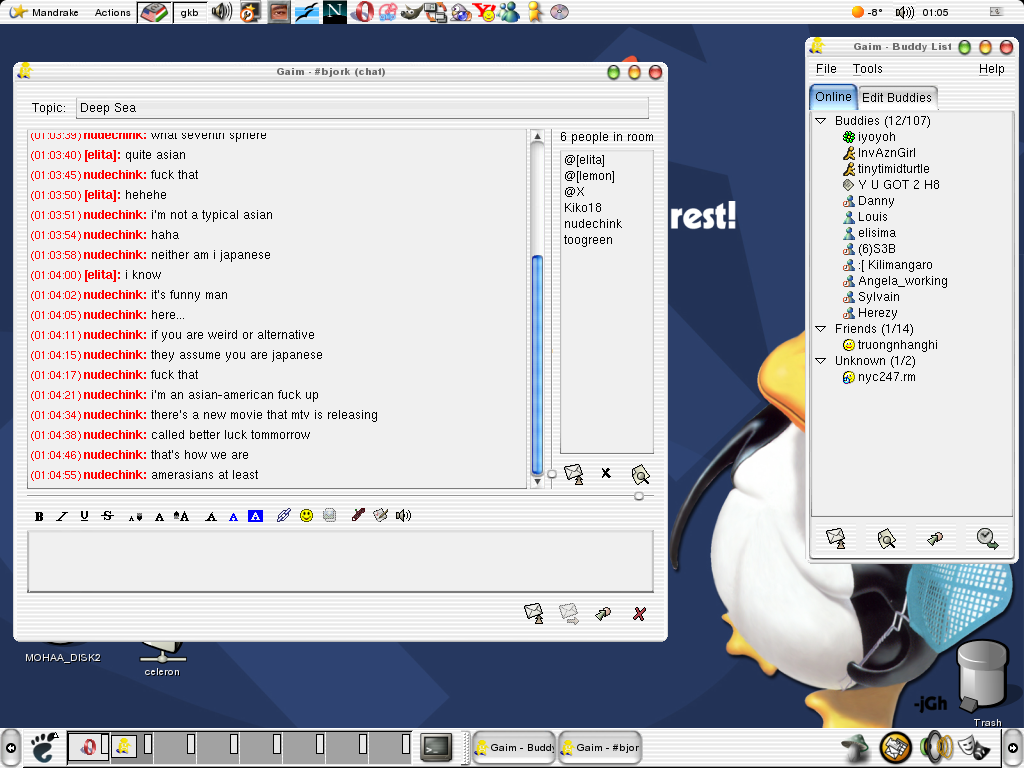 Mandrake Actions gkb -8° 01:05
Gaim - #bjork (chat)
Topic: Deep Sea
(01:03:39) nudechink: what seventh sphere
(01:03:40) [elita]: quite asian
(01:03:45) nudechink: fuck that
(01:03:50) [elita]: hehehe
(01:03:51) nudechink: i'm not a typical asian
(01:03:54) nudechink: haha
(01:03:58) nudechink: neither am i japanese
(01:04:00) [elita]: i know
(01:04:02) nudechink: it's funny man
(01:04:05) nudechink: here...
(01:04:11) nudechink: if you are weird or alternative
(01:04:15) nudechink: they assume you are japanese
(01:04:17) nudechink: fuck that
(01:04:21) nudechink: i'm an asian-american fuck up
(01:04:34) nudechink: there's a new movie that mtv is releasing
(01:04:38) nudechink: called better luck tommorrow
(01:04:46) nudechink: that's how we are
(01:04:55) nudechink: amerasians at least
6 people in room
@[elita]
@[lemon]
@X
Kiko18
nudechink
toogreen
B I U S A A A A A A A
rest!
Gaim - Buddy List
File Tools Help
Online Edit Buddies
Buddies (12/107)
iyoyoh
InvAznGirl
tinytimidturtle
Y U GOT 2 H8
Danny
Louis
elisima
(6)S3B
:[ Kilimangaro
Angela_working
Sylvain
Herezy
Friends (1/14)
truongnhanghi
Unknown (1/2)
nyc247.rm
MOHAA_DISK2
celeron
-jGh
Trash
Gaim - Buddy
Gaim - #bjor